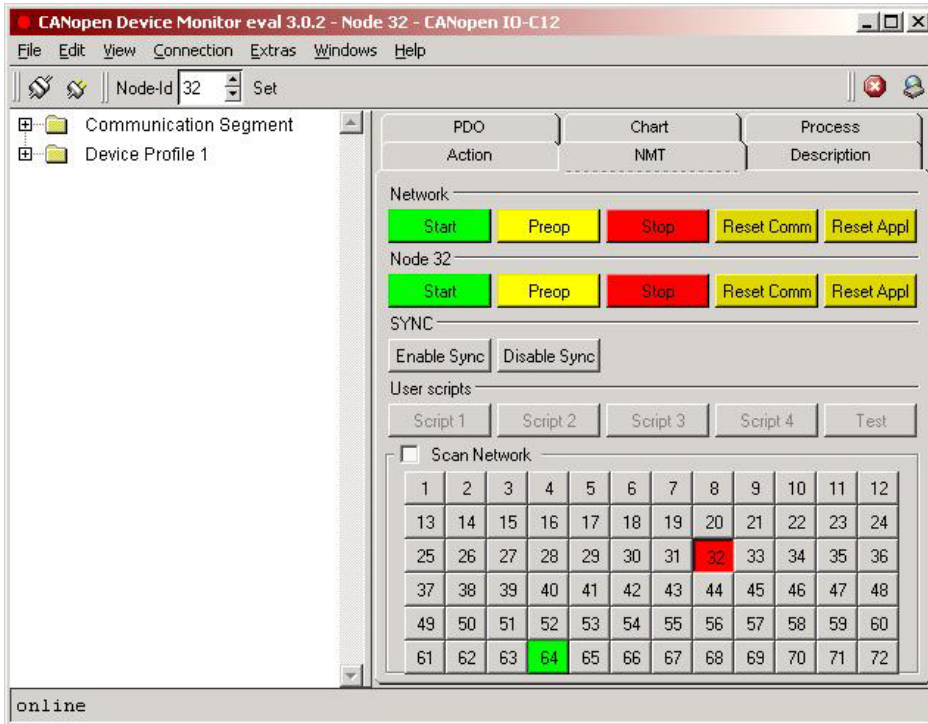 CANopen Device Monitor eval 3.0.2 - Node 32 - CANopen IO-C12
File Edit View Connection Extras Windows Help
Node-Id 32 Set
Communication Segment
Device Profile 1
PDO Chart Process
Action NMT Description
Network
Start Preop Stop Reset Comm Reset Appl
Node 32
Start Preop Stop Reset Comm Reset Appl
SYNC
Enable Sync Disable Sync
User scripts
Script 1 Script 2 Script 3 Script 4 Test
Scan Network
1 2 3 4 5 6 7 8 9 10 11 12
13 14 15 16 17 18 19 20 21 22 23 24
25 26 27 28 29 30 31 32 33 34 35 36
37 38 39 40 41 42 43 44 45 46 47 48
49 50 51 52 53 54 55 56 57 58 59 60
61 62 63 64 65 66 67 68 69 70 71 72
online